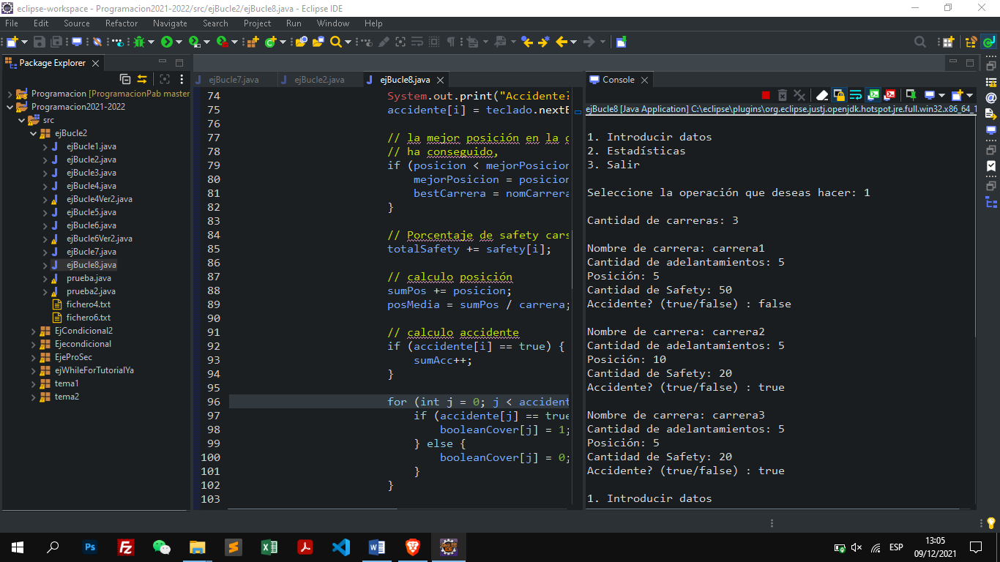 eclipse-workspace - Programacion2021-2022/src/ejBucle2/ejBucle8.java - Eclipse IDE
File Edit Source Refactor Navigate Search Project Run Window Help
Package Explorer
Programacion [ProgramacionPab master
Programacion2021-2022
src
ejBucle2
ejBucle1.java
ejBucle2.java
ejBucle3.java
ejBucle4.java
ejBucle4Ver2.java
ejBucle5.java
ejBucle6.java
ejBucle6Ver2.java
ejBucle7.java
ejBucle8.java
prueba.java
prueba2.java
fichero4.txt
fichero6.txt
EjCondicional2
Ejecondicional
EjeProSec
ejWhileForTutorialYa
tema1
tema2
ejBucle7.java ejBucle2.java ejBucle8.java
74 System.out.print("Accidente?
75 accidente[i] = teclado.nextB
76
77 // la mejor posición en la c
78 // ha conseguido,
79 if (posicion < mejorPosicion
80 mejorPosicion = posicion
81 bestCarrera = nomCarrera
82 }
83
84 // Porcentaje de safety cars
85 totalSafety += safety[i];
86
87 // calculo posición
88 sumPos += posicion;
89 posMedia = sumPos / carrera;
90
91 // calculo accidente
92 if (accidente[i] == true) {
93 sumAcc++;
94 }
95
96 for (int j = 0; j < accident
97 if (accidente[j] == true
98 booleanCover[j] = 1;
99 } else {
100 booleanCover[j] = 0;
101 }
102 }
103
Console
ejBucle8 [Java Application] C:\eclipse\plugins\org.eclipse.justj.openjdk.hotspot.jre.full.win32.x86_64_1
1. Introducir datos
2. Estadísticas
3. Salir
Seleccione la operación que deseas hacer: 1
Cantidad de carreras: 3
Nombre de carrera: carrera1
Cantidad de adelantamientos: 5
Posición: 5
Cantidad de Safety: 50
Accidente? (true/false) : false
Nombre de carrera: carrera2
Cantidad de adelantamientos: 5
Posición: 10
Cantidad de Safety: 20
Accidente? (true/false) : true
Nombre de carrera: carrera3
Cantidad de adelantamientos: 5
Posición: 5
Cantidad de Safety: 20
Accidente? (true/false) : true
1. Introducir datos
Ps
ESP
13:05
09/12/2021